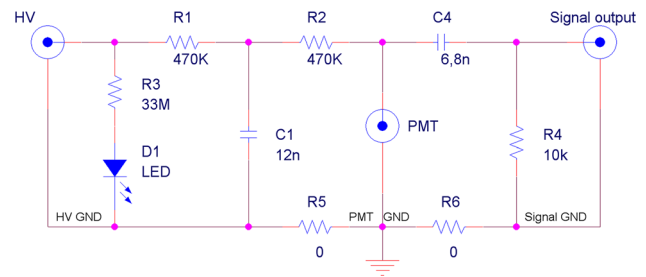 HV R1 R2 C4 Signal output
470K 470K 6,8n
R3
33M
PMT
C1
12n
R4
10k
D1
LED
R5 R6
HV GND PMT GND Signal GND
0 0